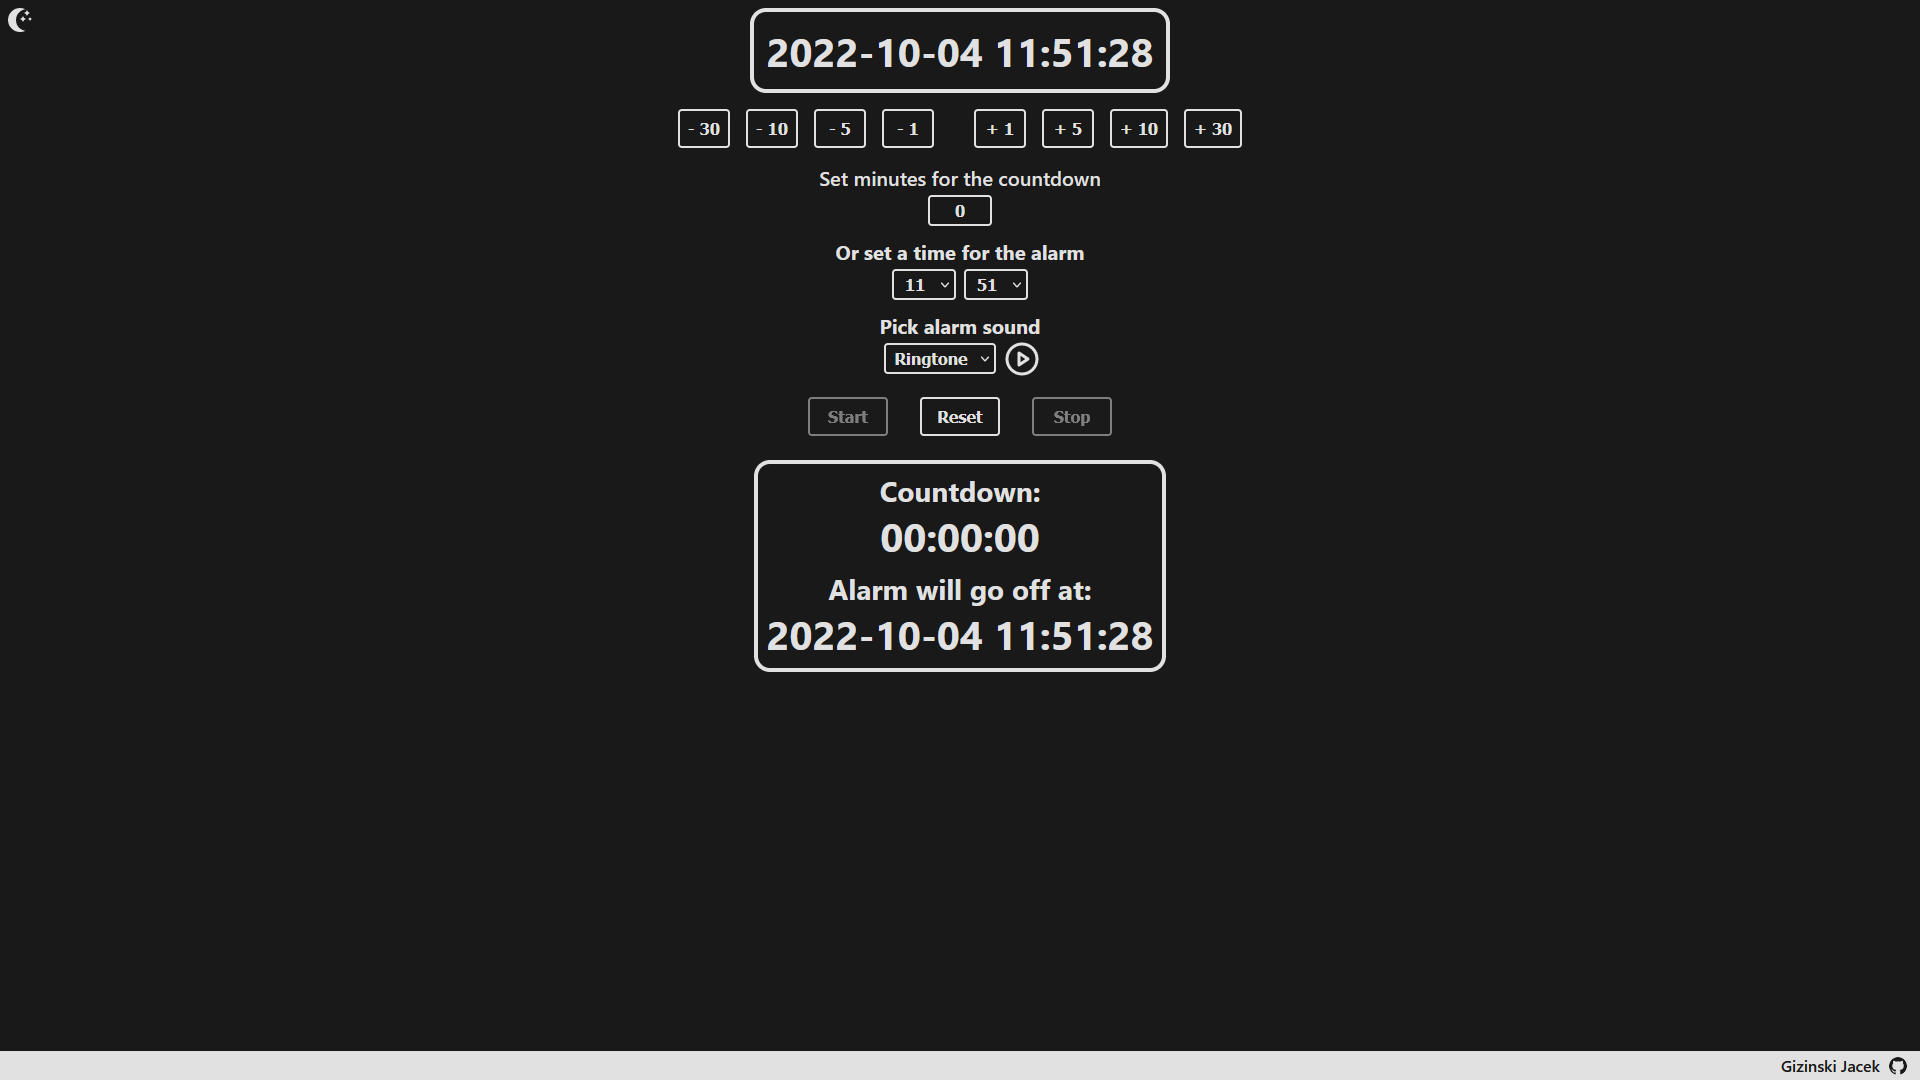 2022-10-04 11:51:28
- 30 - 10 - 5 - 1 + 1 + 5 + 10 + 30
Set minutes for the countdown
0
Or set a time for the alarm
11 51
Pick alarm sound
Ringtone
Start Reset Stop
Countdown:
00:00:00
Alarm will go off at:
2022-10-04 11:51:28
Gizinski Jacek